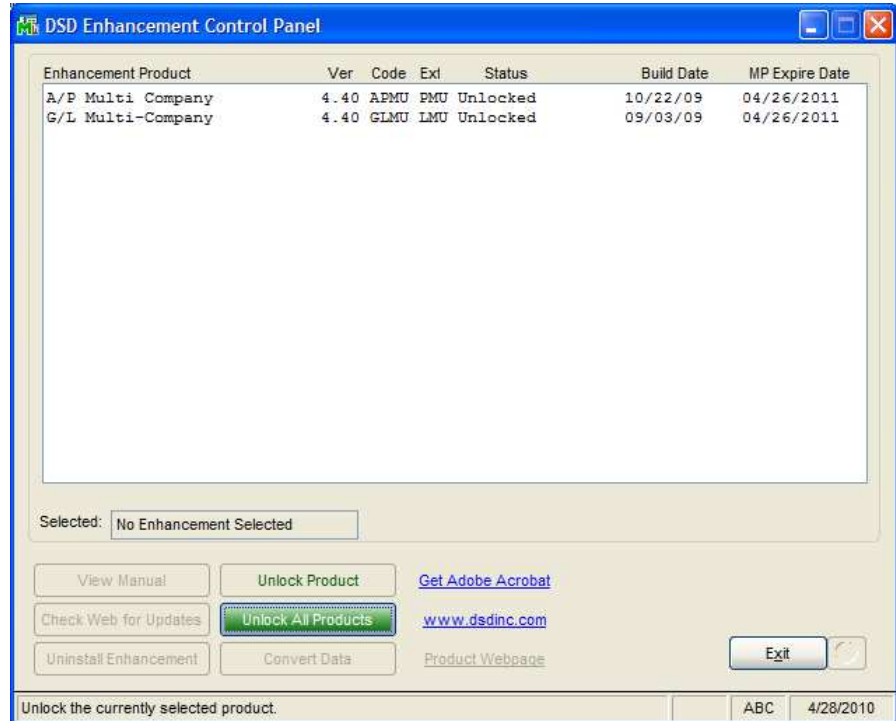 DSD Enhancement Control Panel
Enhancement Product Ver Code Ext Status Build Date MP Expire Date
A/P Multi Company 4.40 APMU PMU Unlocked 10/22/09 04/26/2011
G/L Multi-Company 4.40 GLMU LMU Unlocked 09/03/09 04/26/2011
Selected: No Enhancement Selected
View Manual Unlock Product Get Adobe Acrobat
Check Web for Updates Unlock All Products www.dsdinc.com
Uninstall Enhancement Convert Data Product Webpage Exit
Unlock the currently selected product. ABC 4/28/2010